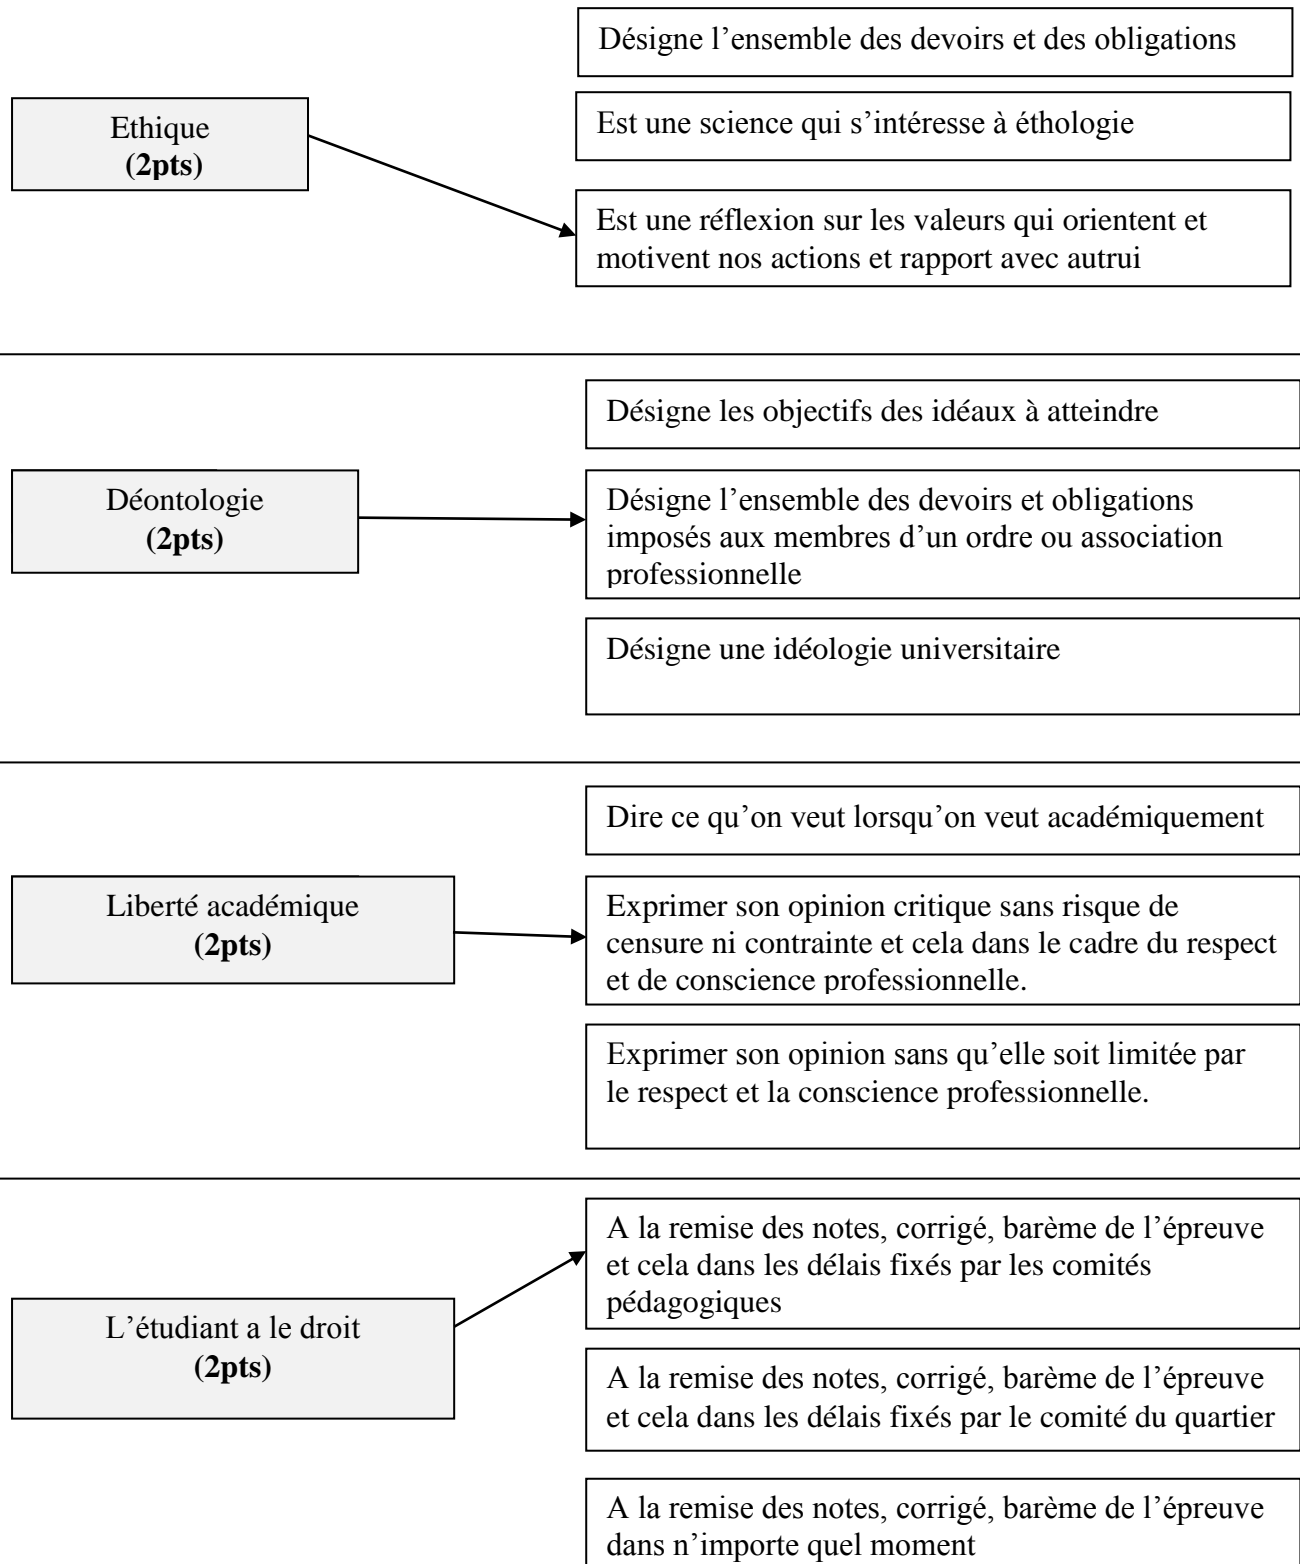 Désigne l’ensemble des devoirs et des obligations
Ethique
(2pts)
Est une science qui s’intéresse à éthologie
Est une réflexion sur les valeurs qui orientent et
motivent nos actions et rapport avec autrui
Désigne les objectifs des idéaux à atteindre
Déontologie
(2pts)
Désigne l’ensemble des devoirs et obligations
imposés aux membres d’un ordre ou association
professionnelle
Désigne une idéologie universitaire
Dire ce qu’on veut lorsqu’on veut académiquement
Liberté académique
(2pts)
Exprimer son opinion critique sans risque de
censure ni contrainte et cela dans le cadre du respect
et de conscience professionnelle.
Exprimer son opinion sans qu’elle soit limitée par
le respect et la conscience professionnelle.
A la remise des notes, corrigé, barème de l’épreuve
et cela dans les délais fixés par les comités
pédagogiques
L’étudiant a le droit
(2pts)
A la remise des notes, corrigé, barème de l’épreuve
et cela dans les délais fixés par le comité du quartier
A la remise des notes, corrigé, barème de l’épreuve
dans n’importe quel moment